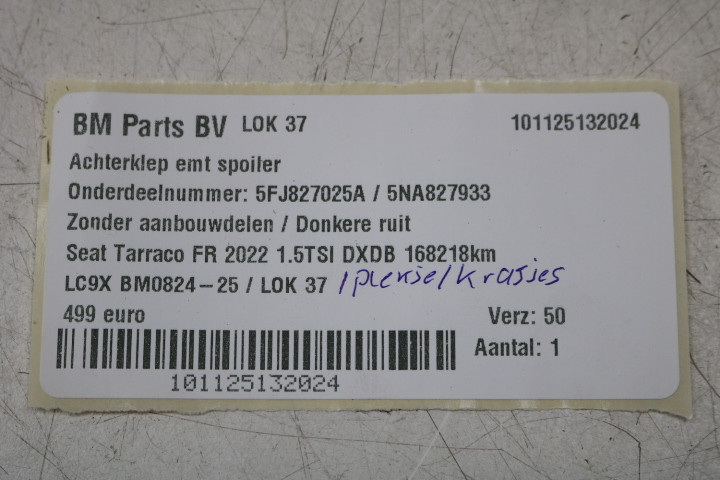 BM Parts BV LOK 37 101125132024
Achterklep emt spoiler
Onderdeelnummer: 5FJ827025A / 5NA827933
Zonder aanbouwdelen / Donkere ruit
Seat Tarraco FR 2022 1.5TSI DXDB 168218km
LC9X BM0824-25 / LOK 37 / plekje / krasjes
499 euro Verz: 50
Aantal: 1
101125132024